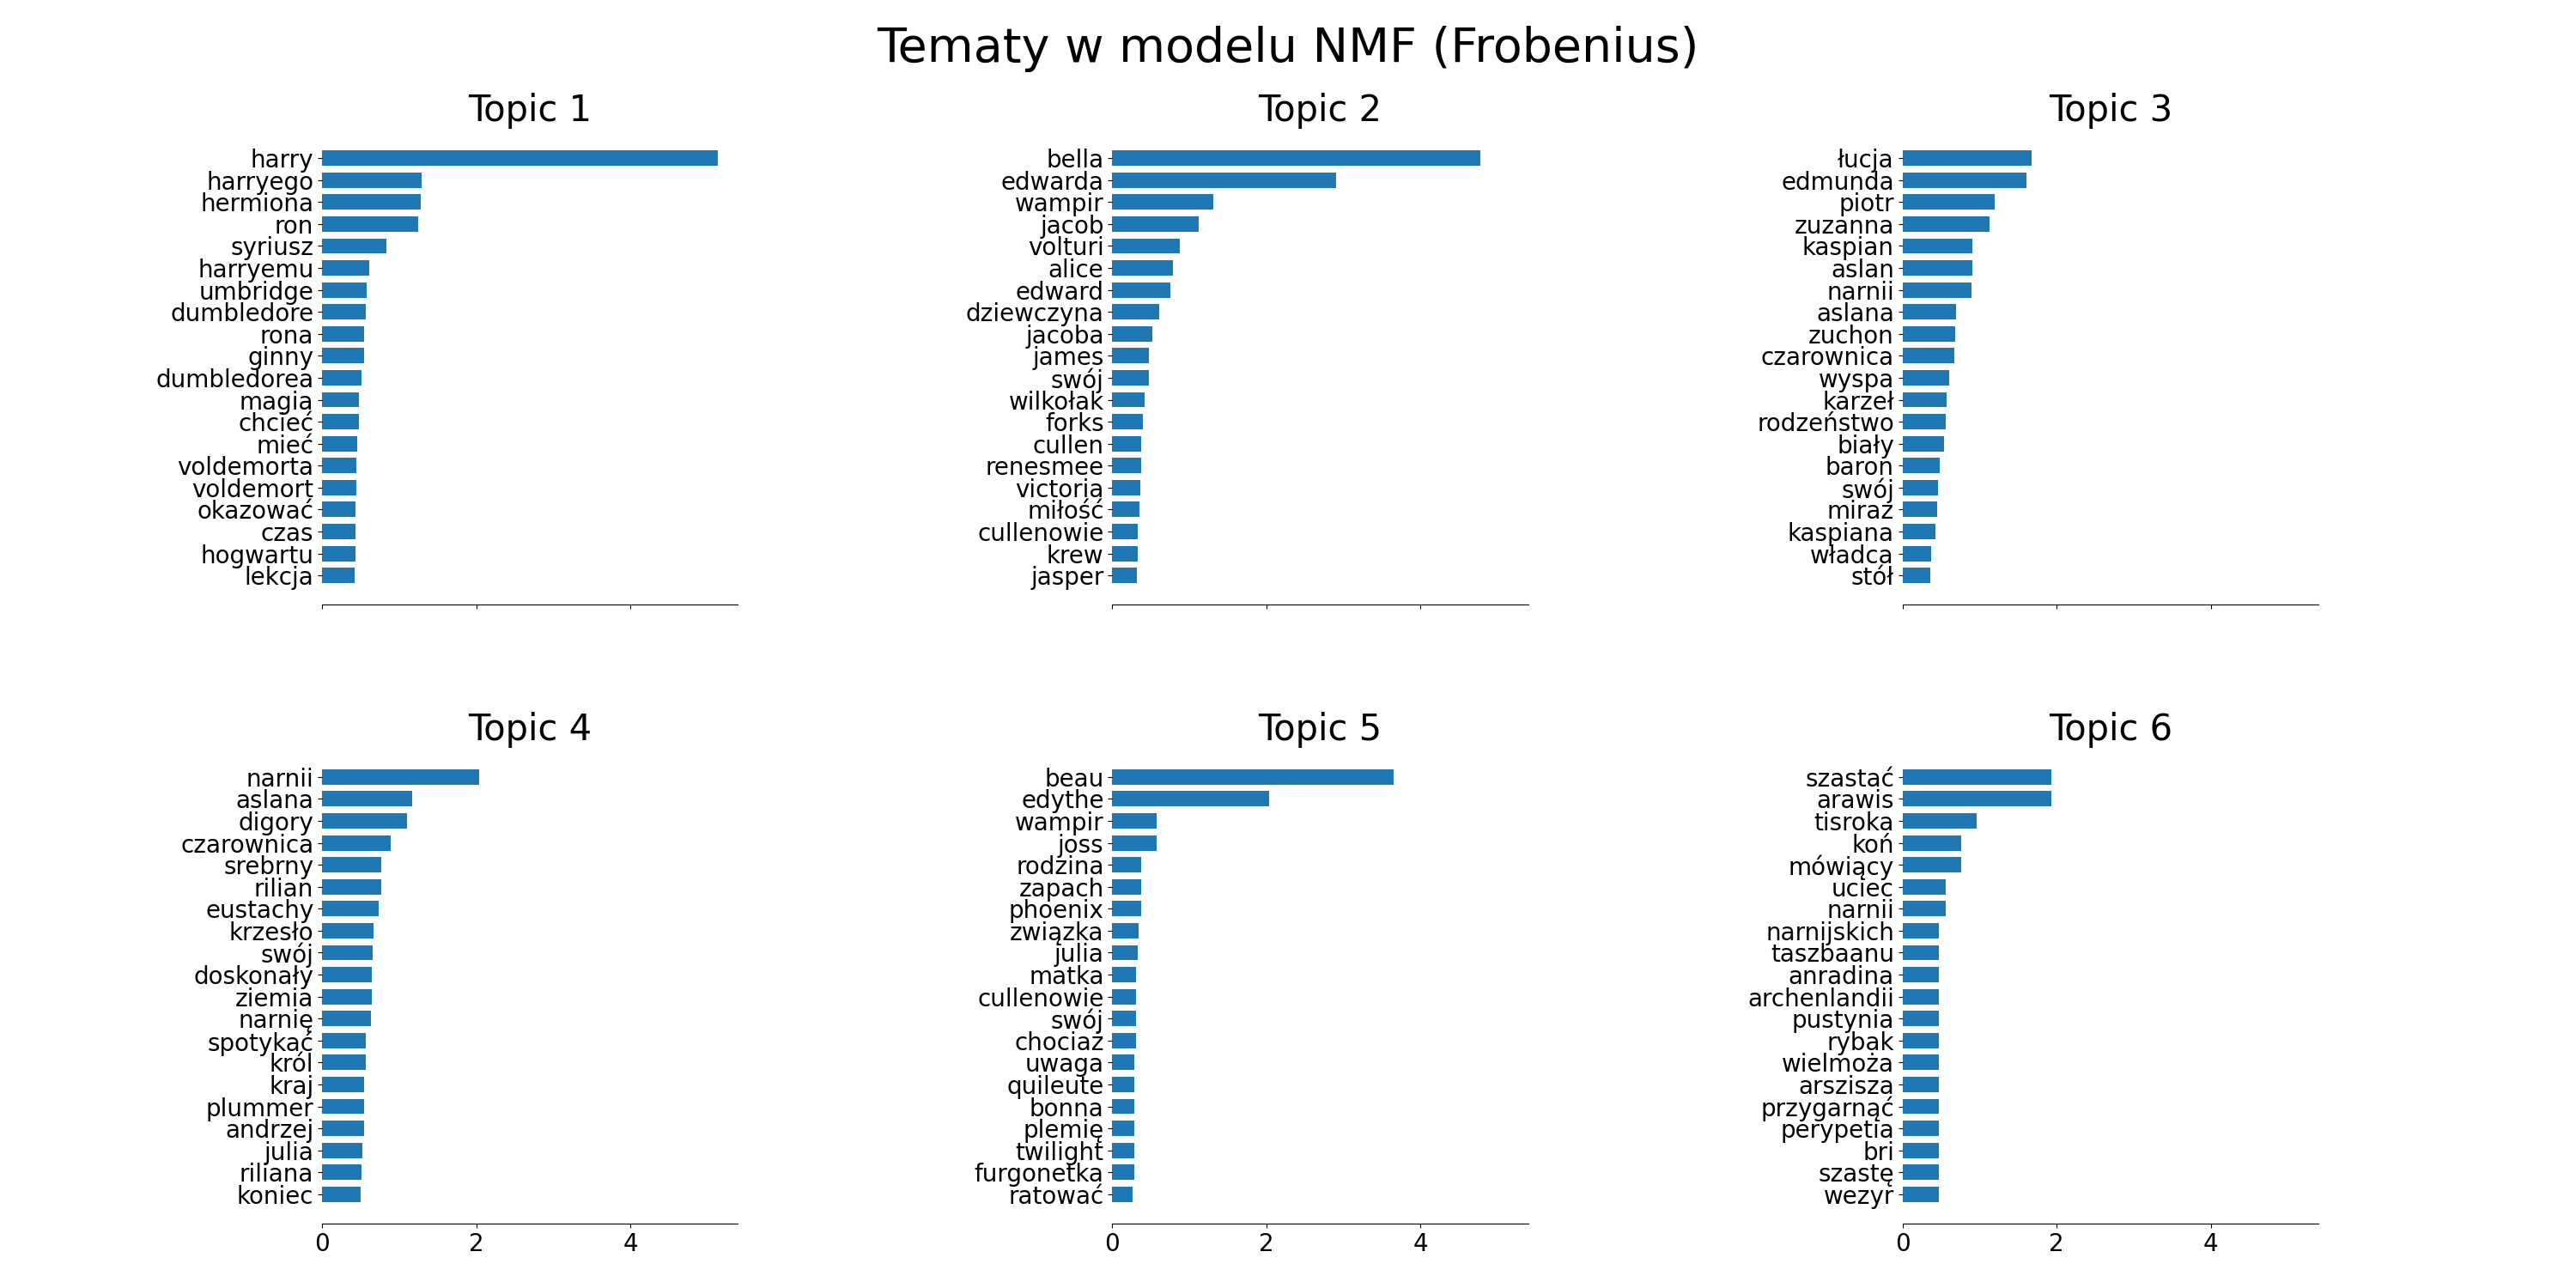 Tematy w modelu NMF (Frobenius)
Topic 1
harry
harryego
hermiona
ron
syriusz
harryemu
umbridge
dumbledore
rona
ginny
dumbledorea
magia
chcieć
mieć
voldemorta
voldemort
okazować
czas
hogwartu
lekcja
Topic 2
bella
edwarda
wampir
jacob
volturi
alice
edward
dziewczyna
jacoba
james
swój
wilkołak
forks
cullen
renesmee
victoria
miłość
cullenowie
krew
jasper
Topic 3
łucja
edmunda
piotr
zuzanna
kaspian
aslan
narnii
aslana
zuchon
czarownica
wyspa
karzeł
rodzeństwo
biały
baron
swój
miraz
kaspiana
władca
stół
Topic 4
narnii
aslana
digory
czarownica
srebrny
rilian
eustachy
krzesło
swój
doskonały
ziemia
narnię
spotykać
król
kraj
plummer
andrzej
julia
riliana
koniec
0 2 4
Topic 5
beau
edythe
wampir
joss
rodzina
zapach
phoenix
związka
julia
matka
cullenowie
swój
chociaz
uwaga
quileute
bonna
plemię
twilight
furgonetka
ratować
0 2 4
Topic 6
szastać
arawis
tisroka
koń
mówiący
uciec
narnii
narnijskich
taszbaanu
anradina
archenlandii
pustynia
rybak
wielmoża
arszisza
przygarnąć
perypetia
bri
szastę
wezyr
0 2 4